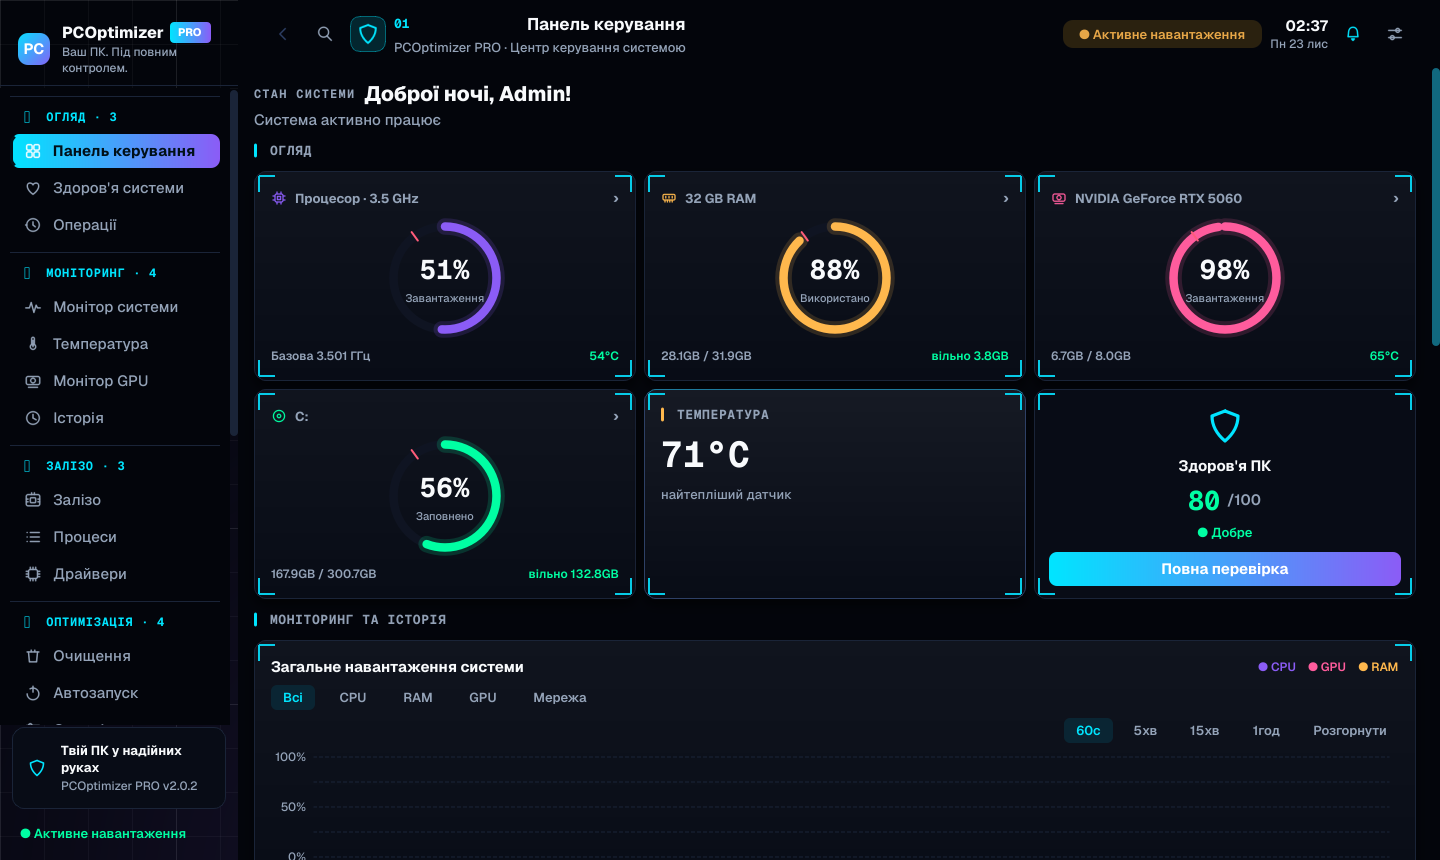 PC
PCOptimizer PRO
Ваш ПК. Під повним
контролем.
ОГЛЯД · 3
Панель керування
Здоров'я системи
Операції
МОНІТОРИНГ · 4
Монітор системи
Температура
Монітор GPU
Історія
ЗАЛІЗО · 3
Залізо
Процеси
Драйвери
ОПТИМІЗАЦІЯ · 4
Очищення
Автозапуск
Твій ПК у надійних
руках
PCOptimizer PRO v2.0.2
Активне навантаження
01
Панель керування
PCOptimizer PRO · Центр керування системою
Активне навантаження
02:37
Пн 23 лис
СТАН СИСТЕМИ Доброї ночі, Admin!
Система активно працює
ОГЛЯД
Процесор · 3.5 GHz
51%
Завантаження
Базова 3.501 ГГц
54°C
32 GB RAM
88%
Використано
28.1GB / 31.9GB
вільно 3.8GB
NVIDIA GeForce RTX 5060
98%
Завантаження
6.7GB / 8.0GB
65°C
C:
56%
Заповнено
167.9GB / 300.7GB
вільно 132.8GB
ТЕМПЕРАТУРА
71°C
найтепліший датчик
Здоров'я ПК
80 /100
Добре
Повна перевірка
МОНІТОРИНГ ТА ІСТОРІЯ
Загальне навантаження системи
CPU GPU RAM
Всі CPU RAM GPU Мережа
60с 5хв 15хв 1год Розгорнути
100%
50%
0%